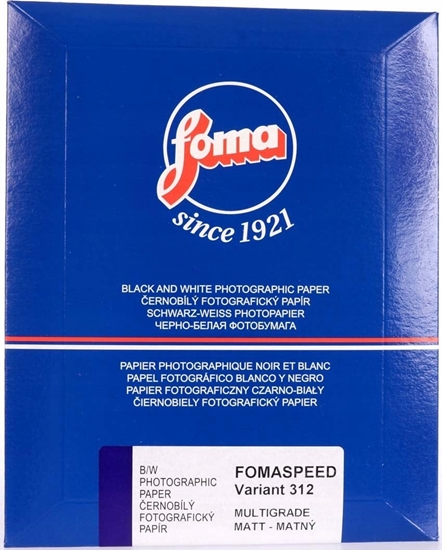 foma
since 1921
BLACK AND WHITE PHOTOGRAPHIC PAPER
ČERNOBÍLÝ FOTOGRAFICKÝ PAPÍR
SCHWARZ-WEISS PHOTOPAPIER
ЧЕРНО-БЕЛАЯ ФОТОБУМАГА
PAPIER PHOTOGRAPHIQUE NOIR ET BLANC
PAPEL FOTOGRÁFICO BLANCO Y NEGRO
PAPIER FOTOGRAFICZNY CZARNO-BIAŁY
ČIERNOBIELY FOTOGRAFICKÝ PAPIER
B/W
PHOTOGRAPHIC
PAPER
ČERNOBÍLÝ
FOTOGRAFICKÝ
PAPÍR
FOMASPEED
Variant 312
MULTIGRADE
MATT - MATNÝ